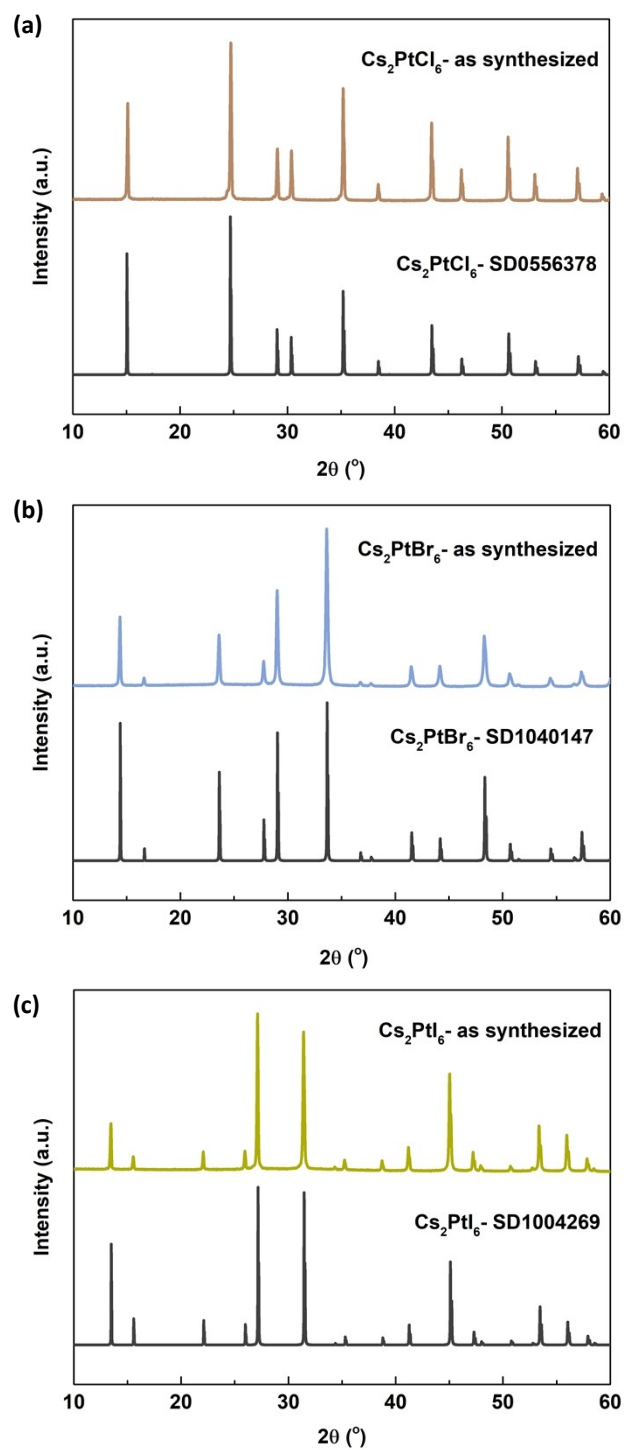 (a)
Cs₂PtCl₆- as synthesized
Cs₂PtCl₆- SD0556378
Intensity (a.u.)
10 20 30 40 50 60
2θ (°)
(b)
Cs₂PtBr₆- as synthesized
Cs₂PtBr₆- SD1040147
Intensity (a.u.)
10 20 30 40 50 60
2θ (°)
(c)
Cs₂PtI₆- as synthesized
Cs₂PtI₆- SD1004269
Intensity (a.u.)
10 20 30 40 50 60
2θ (°)